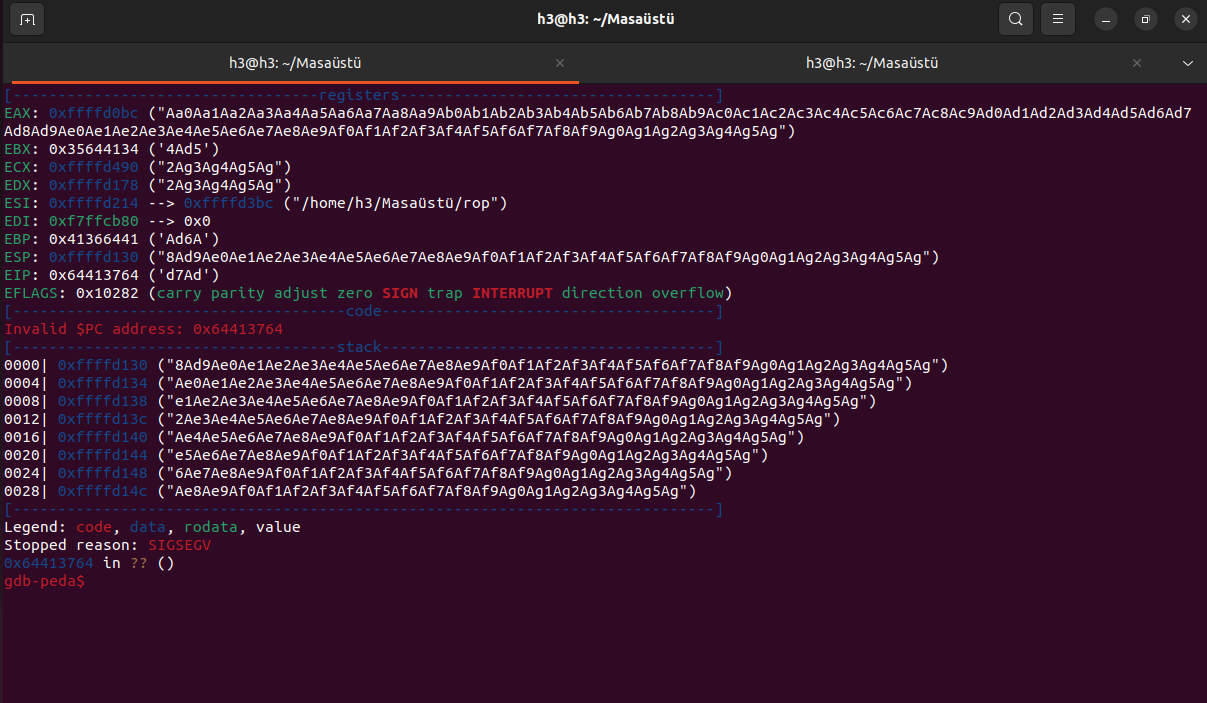 h3@h3: ~/Masaüstü
h3@h3: ~/Masaüstü
h3@h3: ~/Masaüstü
[----------------------------------registers-----------------------------------]
EAX: 0xffffd0bc ("Aa0Aa1Aa2Aa3Aa4Aa5Aa6Aa7Aa8Aa9Ab0Ab1Ab2Ab3Ab4Ab5Ab6Ab7Ab8Ab9Ac0Ac1Ac2Ac3Ac4Ac5Ac6Ac7Ac8Ac9Ad0Ad1Ad2Ad3Ad4Ad5Ad6Ad7
Ad8Ad9Ae0Ae1Ae2Ae3Ae4Ae5Ae6Ae7Ae8Ae9Af0Af1Af2Af3Af4Af5Af6Af7Af8Af9Ag0Ag1Ag2Ag3Ag4Ag5Ag")
EBX: 0x35644134 ('4Ad5')
ECX: 0xffffd490 ("2Ag3Ag4Ag5Ag")
EDX: 0xffffd178 ("2Ag3Ag4Ag5Ag")
ESI: 0xffffd214 --> 0xffffd3bc ("/home/h3/Masaüstü/rop")
EDI: 0xf7ffcb80 --> 0x0
EBP: 0x41366441 ('Ad6A')
ESP: 0xffffd130 ("8Ad9Ae0Ae1Ae2Ae3Ae4Ae5Ae6Ae7Ae8Ae9Af0Af1Af2Af3Af4Af5Af6Af7Af8Af9Ag0Ag1Ag2Ag3Ag4Ag5Ag")
EIP: 0x64413764 ('d7Ad')
EFLAGS: 0x10282 (carry parity adjust zero SIGN trap INTERRUPT direction overflow)
[-------------------------------------code-------------------------------------]
Invalid $PC address: 0x64413764
[------------------------------------stack-------------------------------------]
0000| 0xffffd130 ("8Ad9Ae0Ae1Ae2Ae3Ae4Ae5Ae6Ae7Ae8Ae9Af0Af1Af2Af3Af4Af5Af6Af7Af8Af9Ag0Ag1Ag2Ag3Ag4Ag5Ag")
0004| 0xffffd134 ("Ae0Ae1Ae2Ae3Ae4Ae5Ae6Ae7Ae8Ae9Af0Af1Af2Af3Af4Af5Af6Af7Af8Af9Ag0Ag1Ag2Ag3Ag4Ag5Ag")
0008| 0xffffd138 ("e1Ae2Ae3Ae4Ae5Ae6Ae7Ae8Ae9Af0Af1Af2Af3Af4Af5Af6Af7Af8Af9Ag0Ag1Ag2Ag3Ag4Ag5Ag")
0012| 0xffffd13c ("2Ae3Ae4Ae5Ae6Ae7Ae8Ae9Af0Af1Af2Af3Af4Af5Af6Af7Af8Af9Ag0Ag1Ag2Ag3Ag4Ag5Ag")
0016| 0xffffd140 ("Ae4Ae5Ae6Ae7Ae8Ae9Af0Af1Af2Af3Af4Af5Af6Af7Af8Af9Ag0Ag1Ag2Ag3Ag4Ag5Ag")
0020| 0xffffd144 ("e5Ae6Ae7Ae8Ae9Af0Af1Af2Af3Af4Af5Af6Af7Af8Af9Ag0Ag1Ag2Ag3Ag4Ag5Ag")
0024| 0xffffd148 ("6Ae7Ae8Ae9Af0Af1Af2Af3Af4Af5Af6Af7Af8Af9Ag0Ag1Ag2Ag3Ag4Ag5Ag")
0028| 0xffffd14c ("Ae8Ae9Af0Af1Af2Af3Af4Af5Af6Af7Af8Af9Ag0Ag1Ag2Ag3Ag4Ag5Ag")
[------------------------------------------------------------------------------]
Legend: code, data, rodata, value
Stopped reason: SIGSEGV
0x64413764 in ?? ()
gdb-peda$